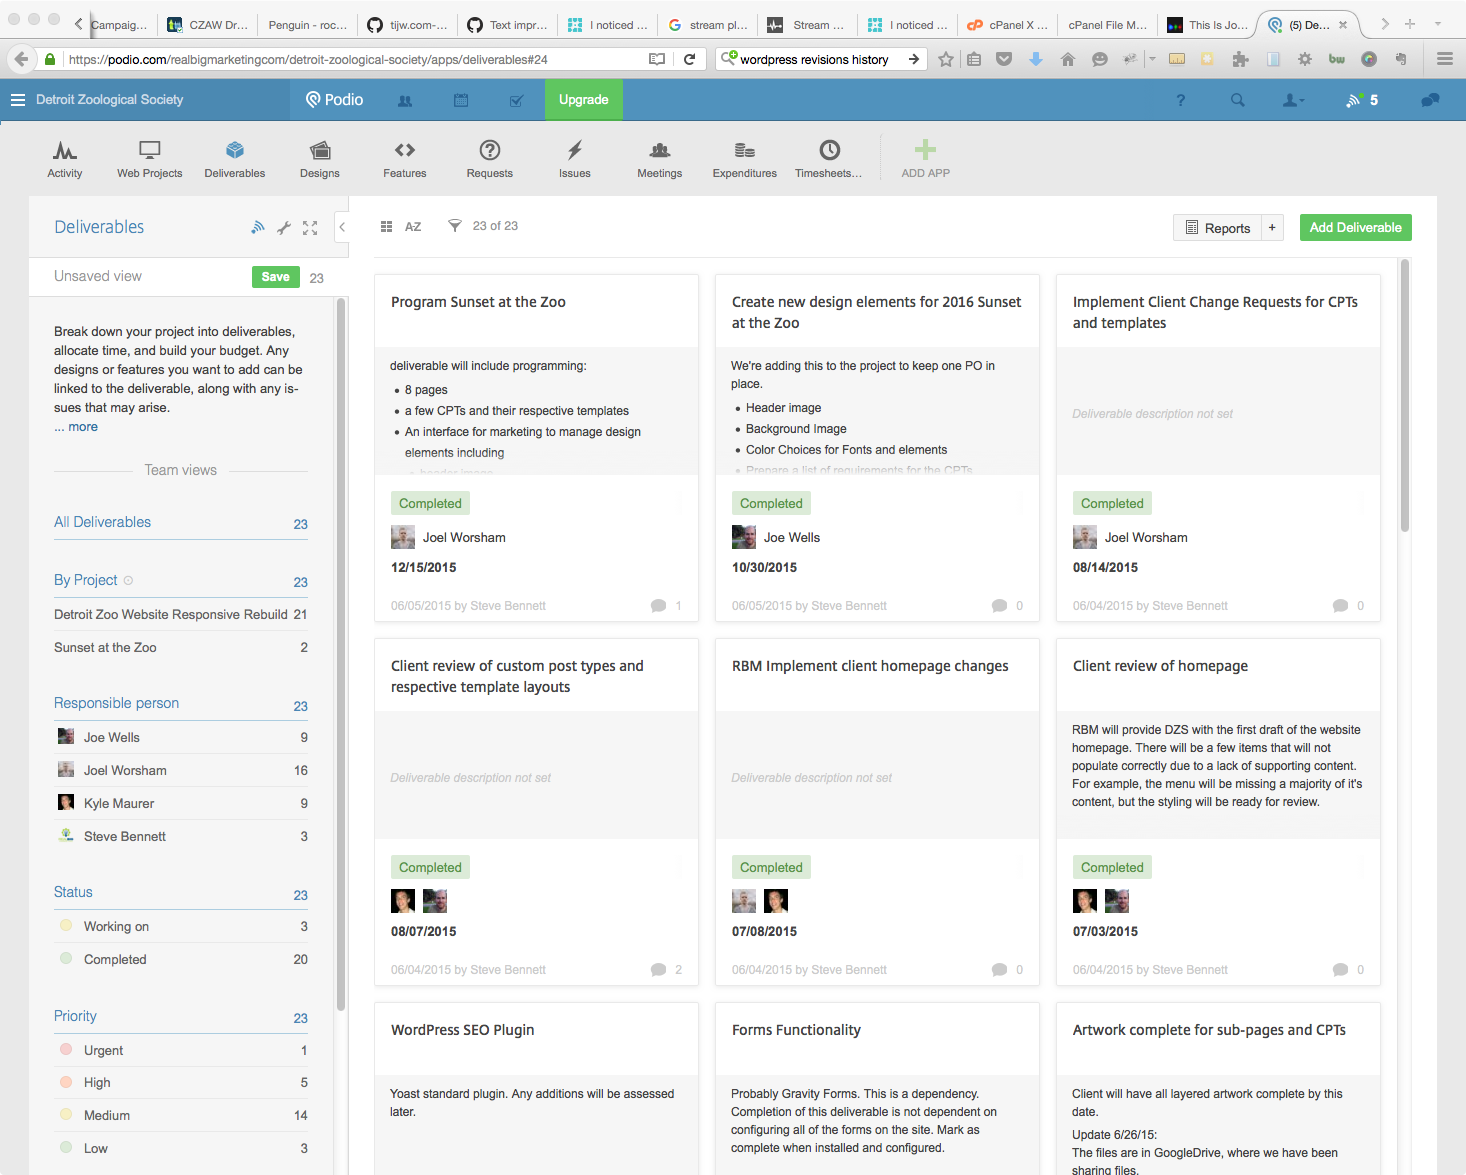 Campaig...
CZAW Dr...
Penguin - roc...
tijw.com-...
Text impr...
I noticed ...
stream pl...
Stream ...
I noticed ...
cPanel X ...
cPanel File M...
This Is Jo...
(5) De...
https://podio.com/realbigmarketingcom/detroit-zoological-society/apps/deliverables#24
wordpress revisions history
bw
Detroit Zoological Society
Podio
Upgrade
?
5
Activity
Web Projects
Deliverables
Designs
Features
Requests
Issues
Meetings
Expenditures
Timesheets...
ADD APP
Deliverables
A-Z
23 of 23
Reports
+
Add Deliverable
Unsaved view
Save
23
Break down your project into deliverables,
allocate time, and build your budget. Any
designs or features you want to add can be
linked to the deliverable, along with any is-
sues that may arise.
... more
Team views
All Deliverables 23
By Project 23
Detroit Zoo Website Responsive Rebuild 21
Sunset at the Zoo 2
Responsible person 23
Joe Wells 9
Joel Worsham 16
Kyle Maurer 9
Steve Bennett 3
Status 23
Working on 3
Completed 20
Priority 23
Urgent 1
High 5
Medium 14
Low 3
Program Sunset at the Zoo
deliverable will include programming:
• 8 pages
• a few CPTs and their respective templates
• An interface for marketing to manage design
elements including
header image
Completed
Joel Worsham
12/15/2015
06/05/2015 by Steve Bennett 1
Create new design elements for 2016 Sunset
at the Zoo
We're adding this to the project to keep one PO in
place.
• Header image
• Background Image
• Color Choices for Fonts and elements
• Prepare a list of requirements for the CPTs
Completed
Joe Wells
10/30/2015
06/05/2015 by Steve Bennett 0
Implement Client Change Requests for CPTs
and templates
Deliverable description not set
Completed
Joel Worsham
08/14/2015
06/04/2015 by Steve Bennett 0
Client review of custom post types and
respective template layouts
Deliverable description not set
Completed
08/07/2015
06/04/2015 by Steve Bennett 2
RBM Implement client homepage changes
Deliverable description not set
Completed
07/08/2015
06/04/2015 by Steve Bennett 0
Client review of homepage
RBM will provide DZS with the first draft of the website
homepage. There will be a few items that will not
populate correctly due to a lack of supporting content.
For example, the menu will be missing a majority of it's
content, but the styling will be ready for review.
Completed
07/03/2015
06/04/2015 by Steve Bennett 0
WordPress SEO Plugin
Yoast standard plugin. Any additions will be assessed
later.
Forms Functionality
Probably Gravity Forms. This is a dependency.
Completion of this deliverable is not dependent on
configuring all of the forms on the site. Mark as
complete when installed and configured.
Artwork complete for sub-pages and CPTs
Client will have all layered artwork complete by this
date.
Update 6/26/15:
The files are in GoogleDrive, where we have been
sharing files.